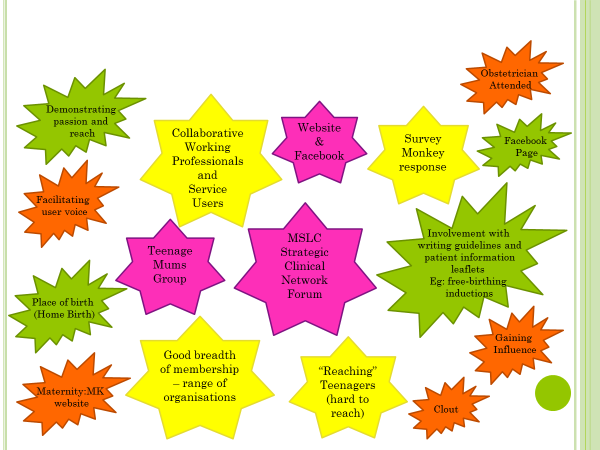 Obstetrician
Attended
Demonstrating
passion and
reach
Collaborative
Working
Professionals
and
Service
Users
Website
&
Facebook
Survey
Monkey
response
Facebook
Page
Facilitating
user voice
Teenage
Mums
Group
MSLC
Strategic
Clinical
Network
Forum
Involvement with
writing guidelines and
patient information
leaflets
Eg: free-birthing
inductions
Place of birth
(Home Birth)
Gaining
Influence
Good breadth
of membership
– range of
organisations
“Reaching”
Teenagers
(hard to
reach)
Maternity:MK
website
Clout